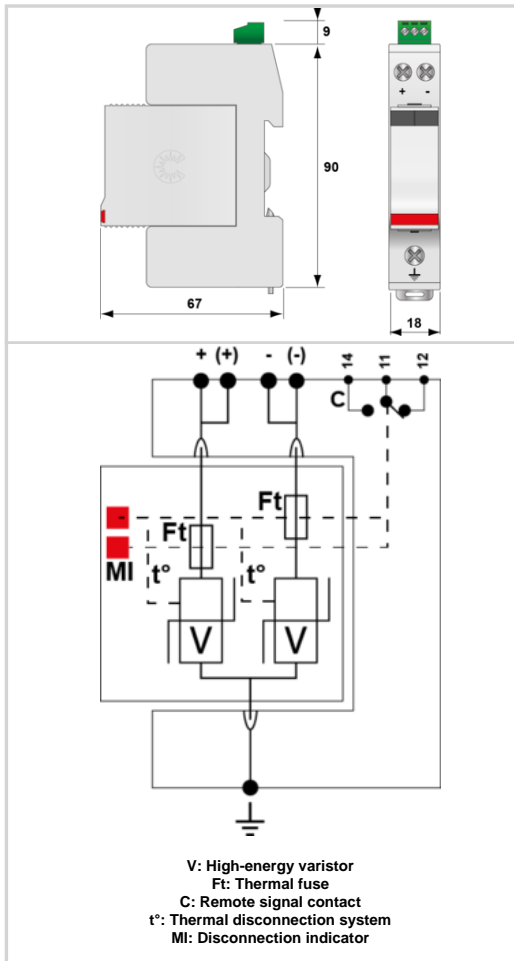 9
+ -
90
67
18
+ (+) - (-) 14 11 12
C
Ft Ft
MI t° t°
V V
V: High-energy varistor
Ft: Thermal fuse
C: Remote signal contact
t°: Thermal disconnection system
MI: Disconnection indicator